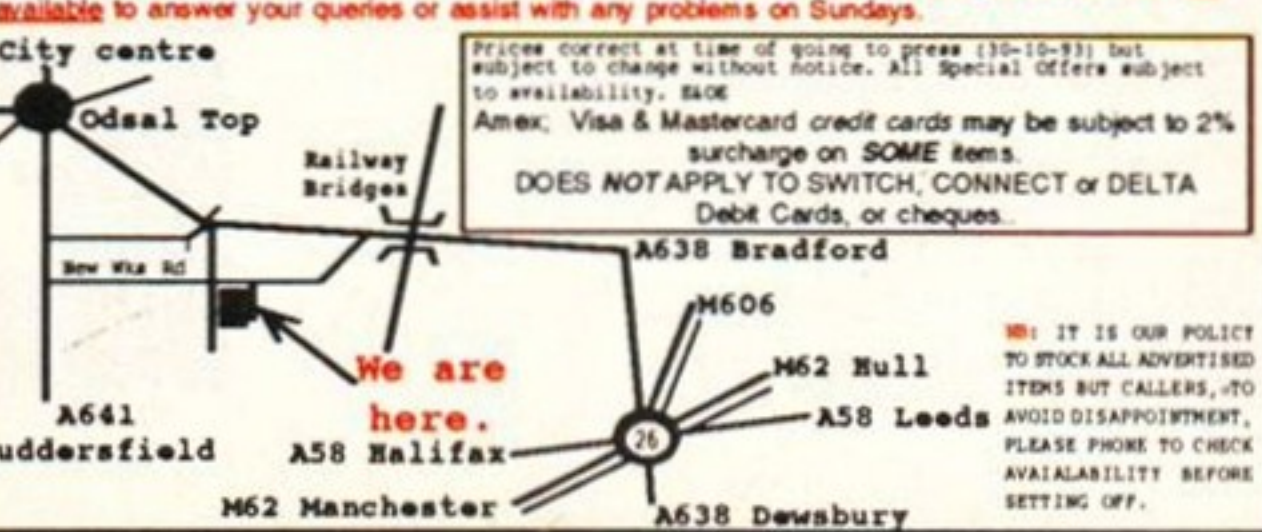 available to answer your queries or assist with any problems on Sundays.
City centre
Odsal Top
Railway
Bridges
Prices correct at time of going to press (30-10-93) but
subject to change without notice. All Special Offers subject
to availability. E&OE
Amex; Visa & Mastercard credit cards may be subject to 2%
surcharge on SOME items.
DOES NOT APPLY TO SWITCH, CONNECT or DELTA
Debit Cards, or cheques..
A638 Bradford
New Wks Rd
M606
We are
here.
M62 Hull
A58 Leeds
26
A641
uddersfield
A58 Halifax
M62 Manchester
A638 Dewsbury
NB: IT IS OUR POLICY
TO STOCK ALL ADVERTISED
ITEMS BUT CALLERS, TO
AVOID DISAPPOINTMENT,
PLEASE PHONE TO CHECK
AVAIALABILITY BEFORE
SETTING OFF.